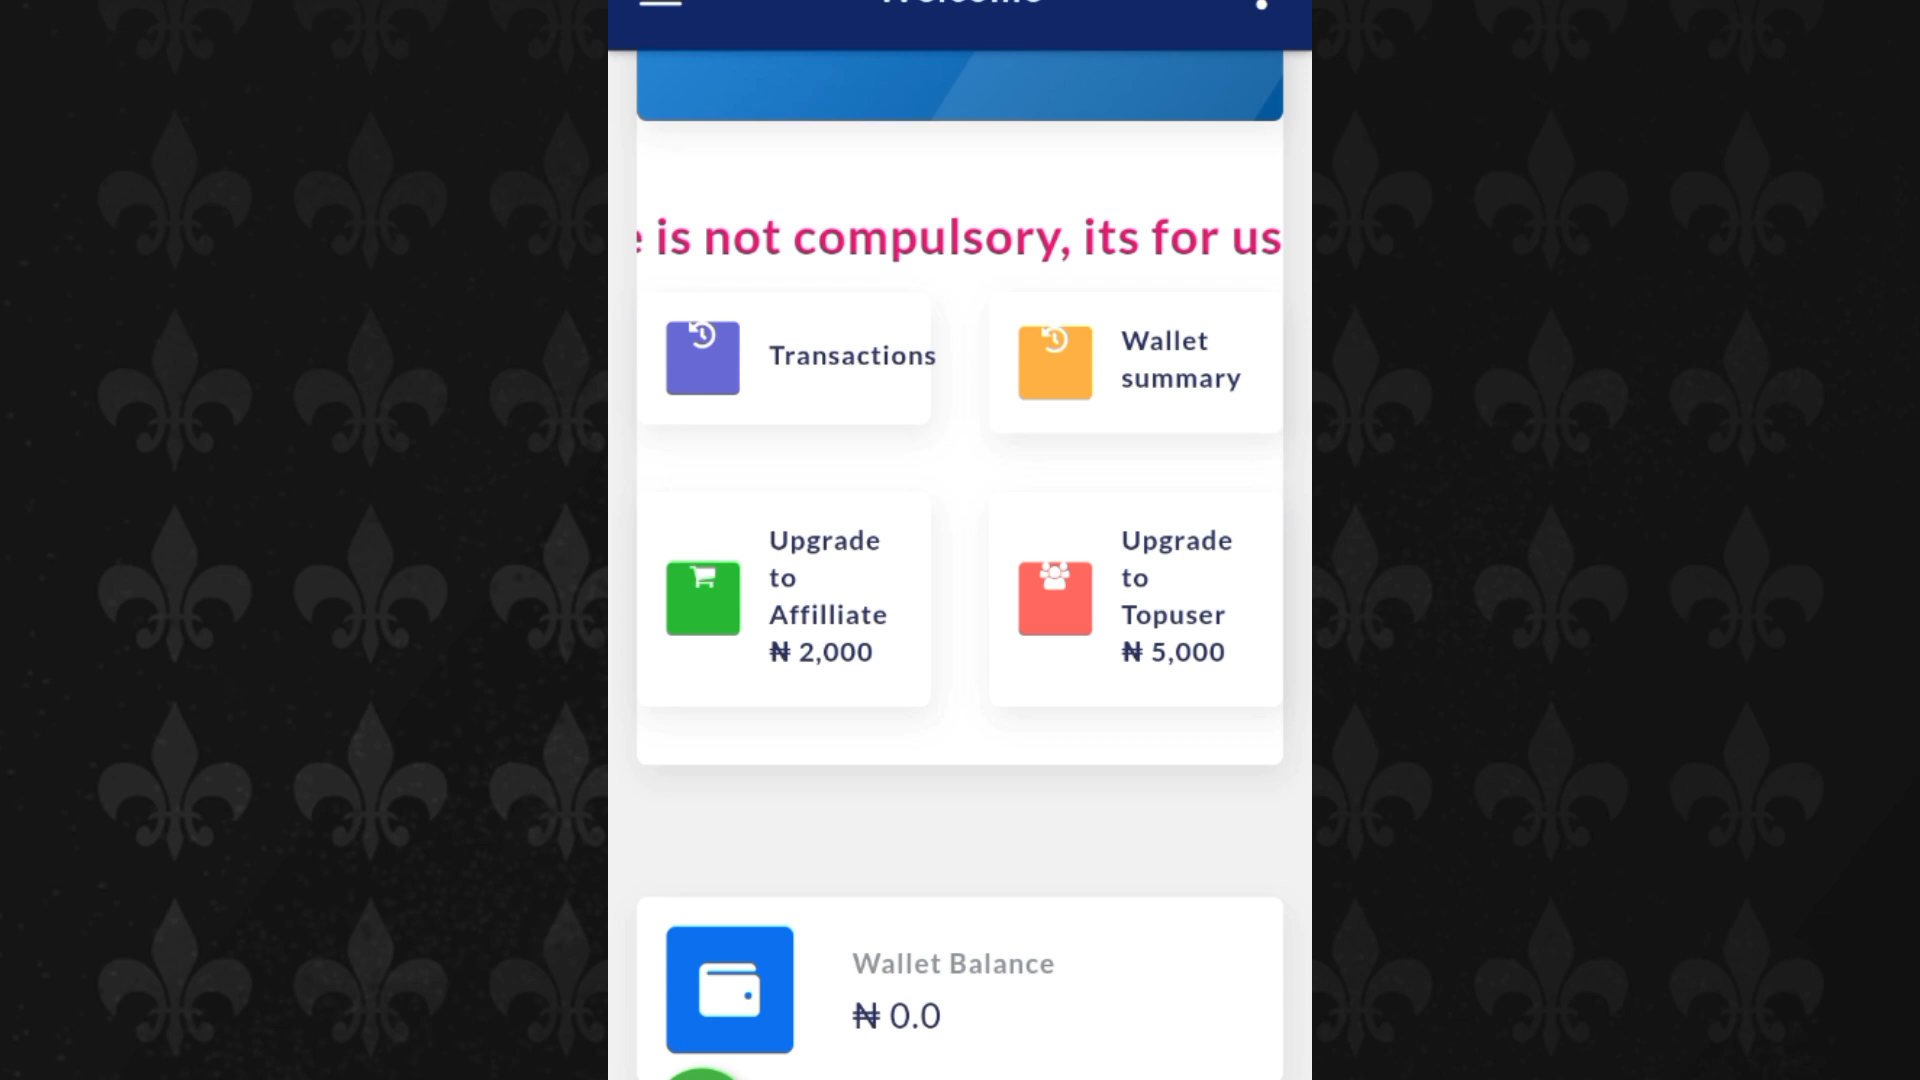 Welcome
is not compulsory, its for us
Transactions
Wallet
summary
Upgrade
to
Affilliate
₦ 2,000
Upgrade
to
Topuser
₦ 5,000
Wallet Balance
₦ 0.0